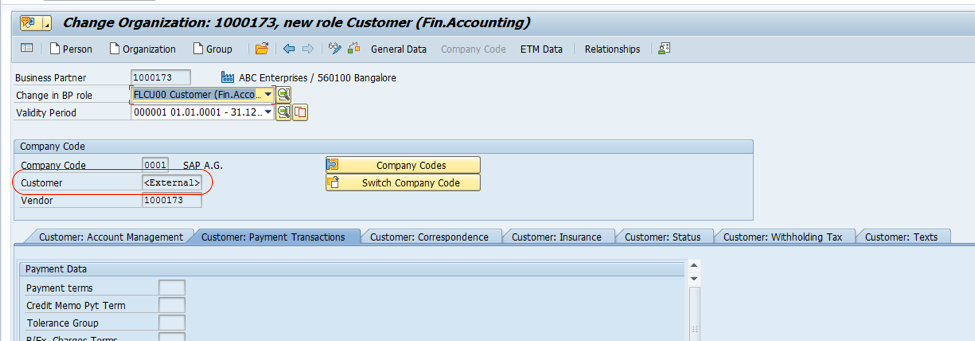 Change Organization: 1000173, new role Customer (Fin.Accounting)
Person Organization Group General Data Company Code ETM Data Relationships
Business Partner 1000173 ABC Enterprises / 560100 Bangalore
Change in BP role FLCU00 Customer (Fin.Acco...
Validity Period 000001 01.01.0001 - 31.12...
Company Code
Company Code 0001 SAP A.G. Company Codes
Customer <External> Switch Company Code
Vendor 1000173
Customer: Account Management Customer: Payment Transactions Customer: Correspondence Customer: Insurance Customer: Status Customer: Withholding Tax Customer: Texts
Payment Data
Payment terms
Credit Memo Pyt Term
Tolerance Group